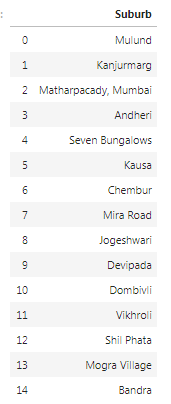 Suburb
0 Mulund
1 Kanjurmarg
2 Matharpacady, Mumbai
3 Andheri
4 Seven Bungalows
5 Kausa
6 Chembur
7 Mira Road
8 Jogeshwari
9 Devipada
10 Dombivli
11 Vikhroli
12 Shil Phata
13 Mogra Village
14 Bandra